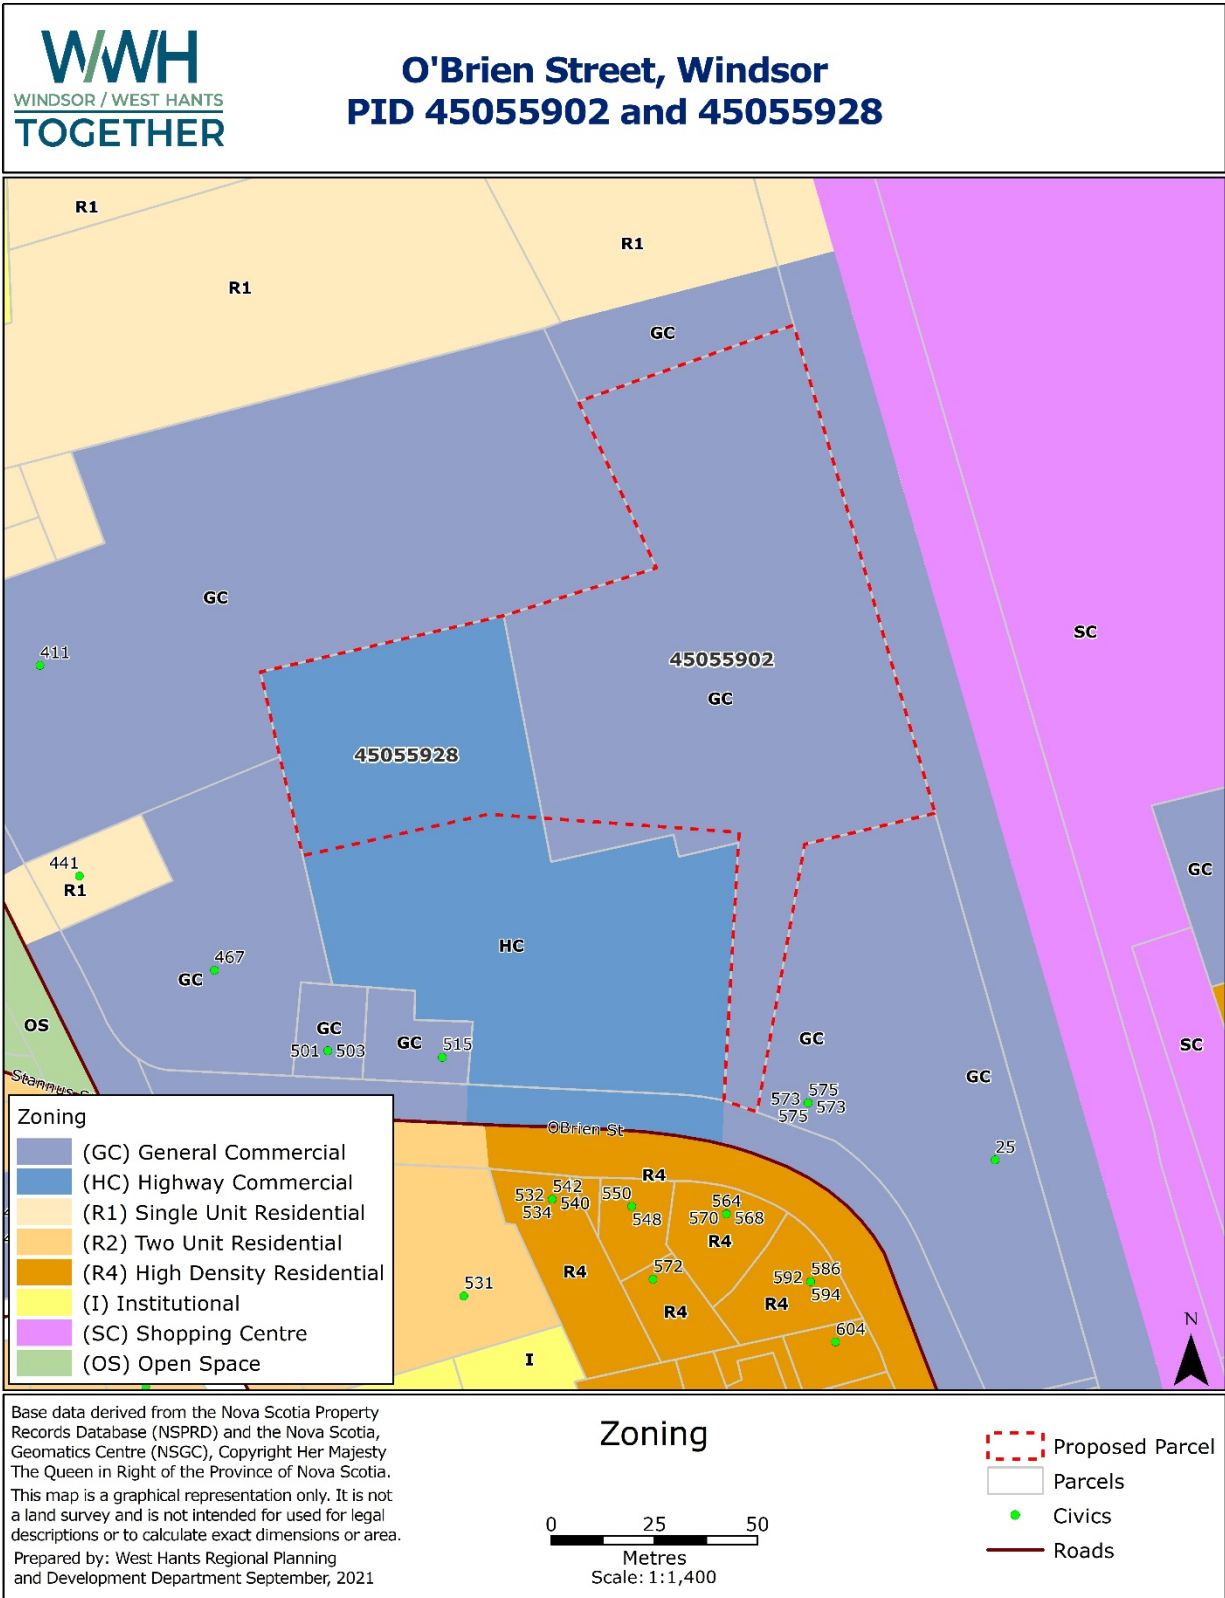 WWH
WINDSOR / WEST HANTS
TOGETHER
O'Brien Street, Windsor
PID 45055902 and 45055928
R1
R1
R1
GC
GC
411
SC
45055902
GC
45055928
GC
441
R1
HC
467
GC
OS
GC
501 503
GC
515
GC
575
573 573
575
GC
SC
25
Stannus
OBrien St
R4
542
532 540
534
550
548
564
570 568
R4
R4
572
R4
586
592 594
R4
604
531
I
N
Zoning
(GC) General Commercial
(HC) Highway Commercial
(R1) Single Unit Residential
(R2) Two Unit Residential
(R4) High Density Residential
(I) Institutional
(SC) Shopping Centre
(OS) Open Space
Base data derived from the Nova Scotia Property
Records Database (NSPRD) and the Nova Scotia,
Geomatics Centre (NSGC), Copyright Her Majesty
The Queen in Right of the Province of Nova Scotia.
This map is a graphical representation only. It is not
a land survey and is not intended for used for legal
descriptions or to calculate exact dimensions or area.
Prepared by: West Hants Regional Planning
and Development Department September, 2021
Zoning
0 25 50
Metres
Scale: 1:1,400
Proposed Parcel
Parcels
Civics
Roads